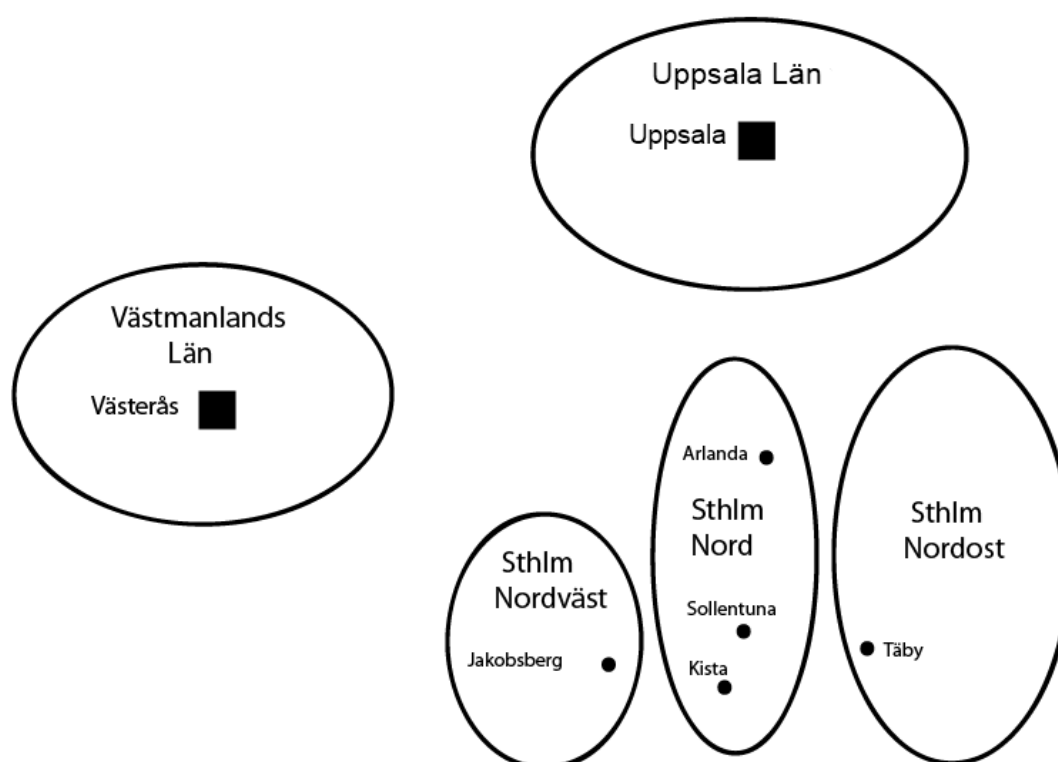 Uppsala Län
Uppsala
Västmanlands
Län
Västerås
Arlanda
Sthlm
Nord
Sollentuna
Kista
Sthlm
Nordväst
Jakobsberg
Sthlm
Nordost
Täby